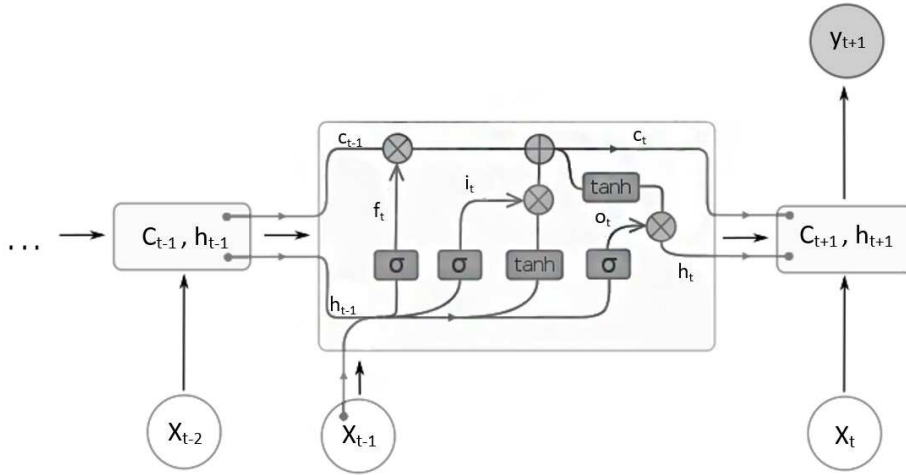 y_{t+1}
c_{t-1}
c_t
i_t
tanh
f_t
o_t
...
C_{t-1}, h_{t-1}
C_{t+1}, h_{t+1}
σ
σ
tanh
σ
h_t
h_{t-1}
X_{t-2}
X_{t-1}
X_t